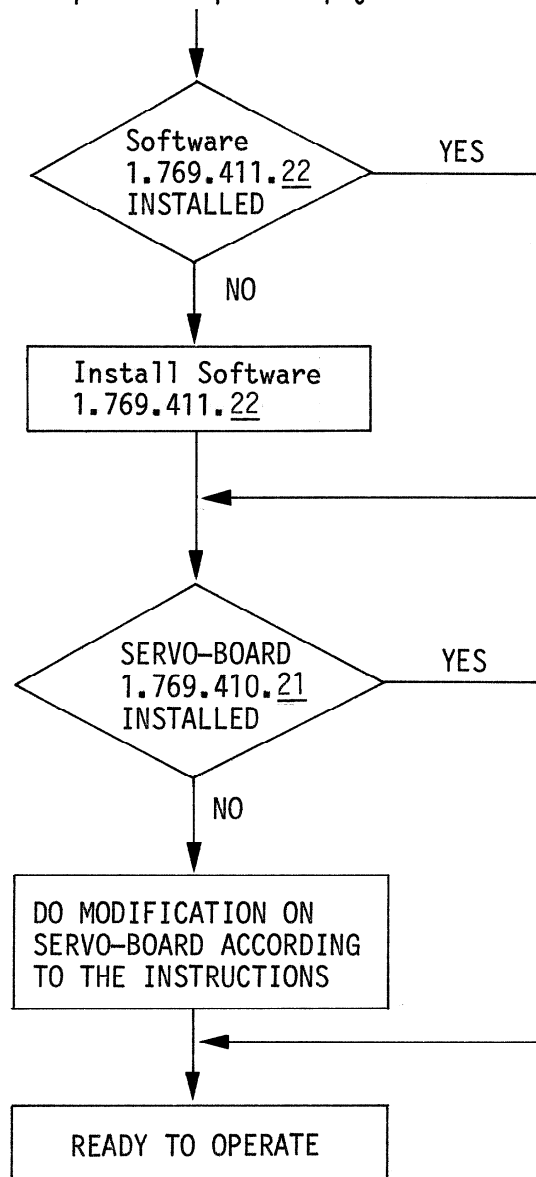 Software
1.769.411.22
INSTALLED
YES
NO
Install Software
1.769.411.22
SERVO-BOARD
1.769.410.21
INSTALLED
YES
NO
DO MODIFICATION ON
SERVO-BOARD ACCORDING
TO THE INSTRUCTIONS
READY TO OPERATE